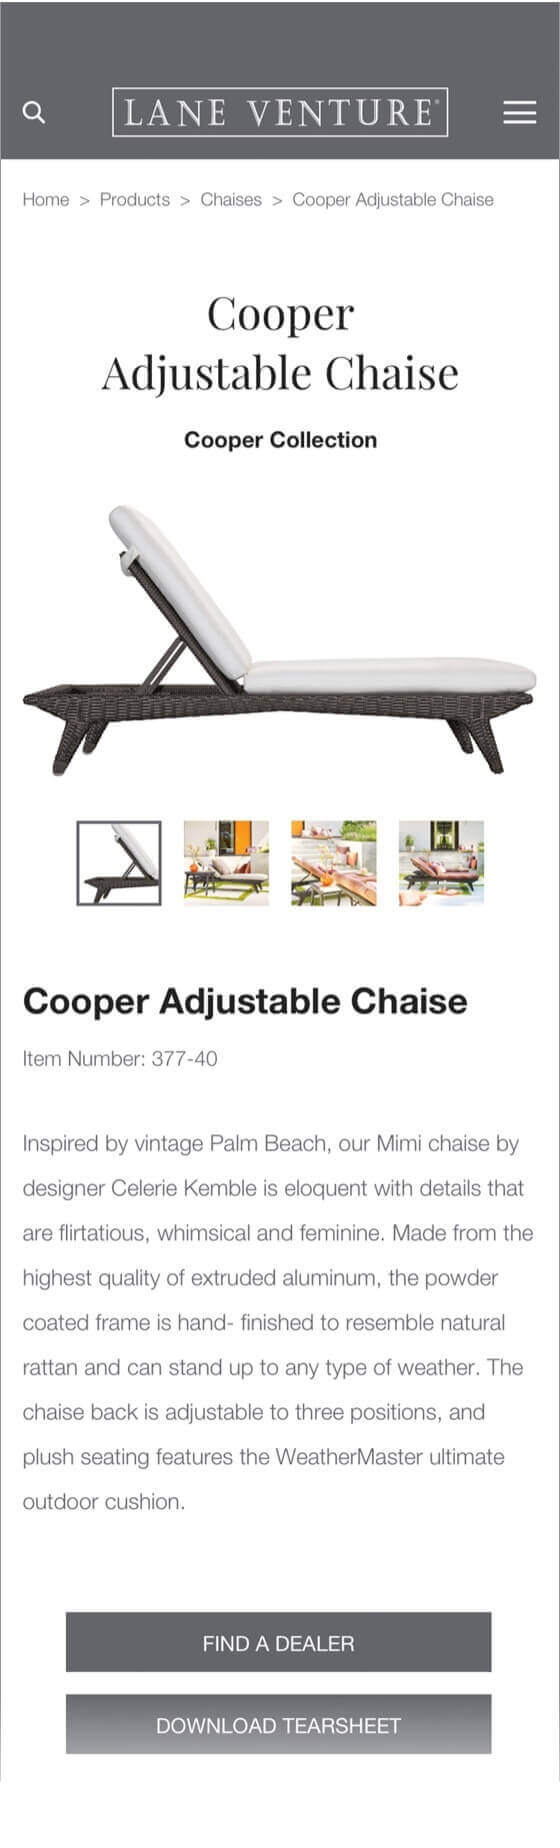 LANE VENTURE®
Home > Products > Chaises > Cooper Adjustable Chaise
Cooper
Adjustable Chaise
Cooper Collection
Cooper Adjustable Chaise
Item Number: 377-40
Inspired by vintage Palm Beach, our Mimi chaise by
designer Celerie Kemble is eloquent with details that
are flirtatious, whimsical and feminine. Made from the
highest quality of extruded aluminum, the powder
coated frame is hand- finished to resemble natural
rattan and can stand up to any type of weather. The
chaise back is adjustable to three positions, and
plush seating features the WeatherMaster ultimate
outdoor cushion.
FIND A DEALER
DOWNLOAD TEARSHEET